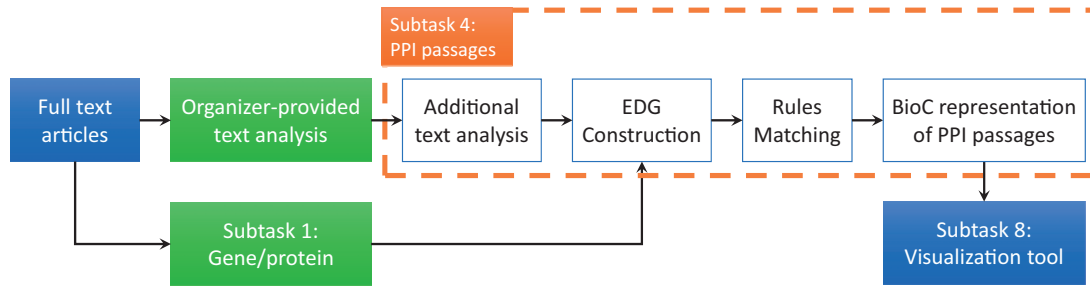 Subtask 4:
PPI passages
Full text
articles
Organizer-provided
text analysis
Additional
text analysis
EDG
Construction
Rules
Matching
BioC representation
of PPI passages
Subtask 1:
Gene/protein
Subtask 8:
Visualization tool